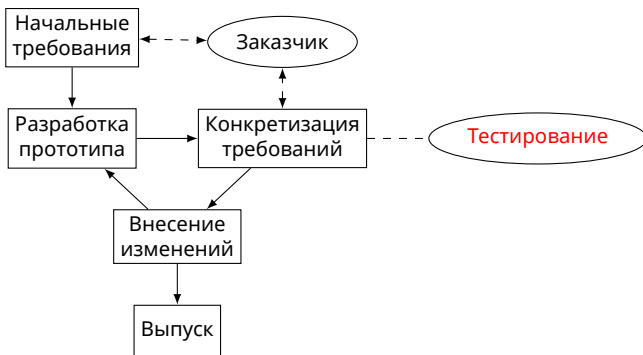 Начальные
требования
Заказчик
Разработка
прототипа
Конкретизация
требований
Тестирование
Внесение
изменений
Выпуск